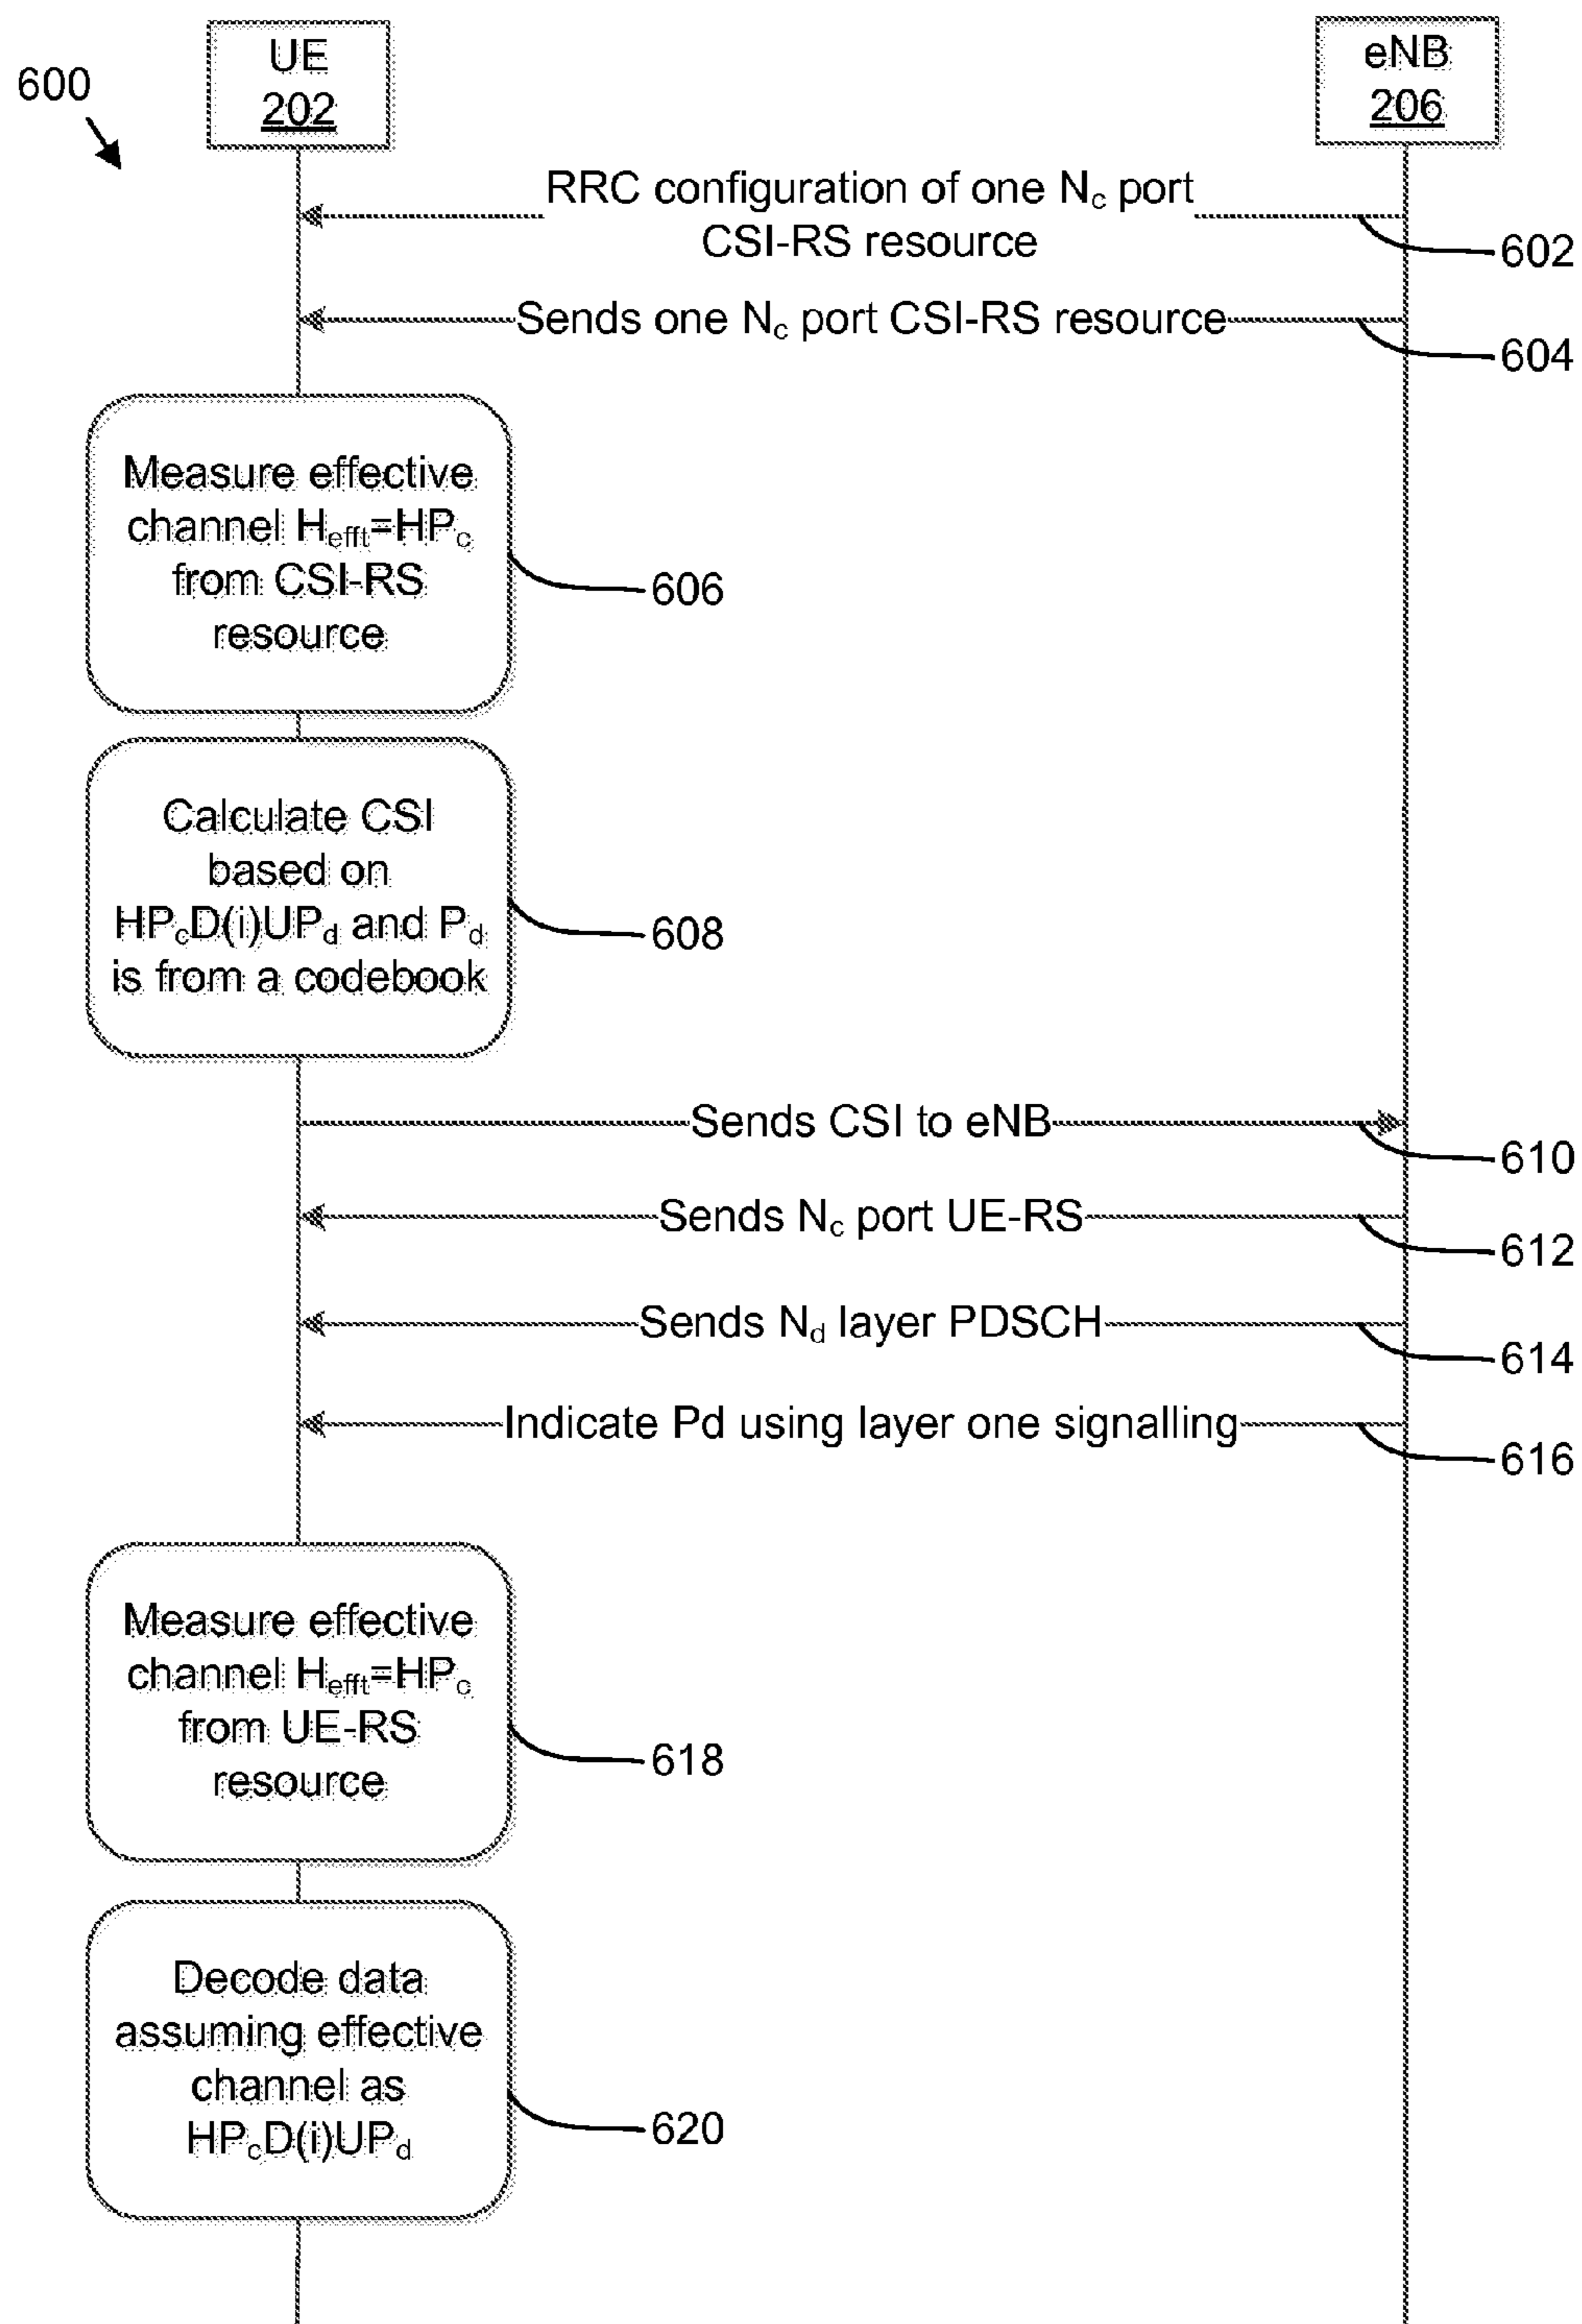 600
UE
202
eNB
206
RRC configuration of one Nc port
CSI-RS resource
602
Sends one Nc port CSI-RS resource
604
Measure effective
channel Hefft=HPc
from CSI-RS
resource
606
Calculate CSI
based on
HPcD(i)UPd and Pd
is from a codebook
608
Sends CSI to eNB
610
Sends Nc port UE-RS
612
Sends Nd layer PDSCH
614
Indicate Pd using layer one signalling
616
Measure effective
channel Hefft=HPc
from UE-RS
resource
618
Decode data
assuming effective
channel as
HPcD(i)UPd
620